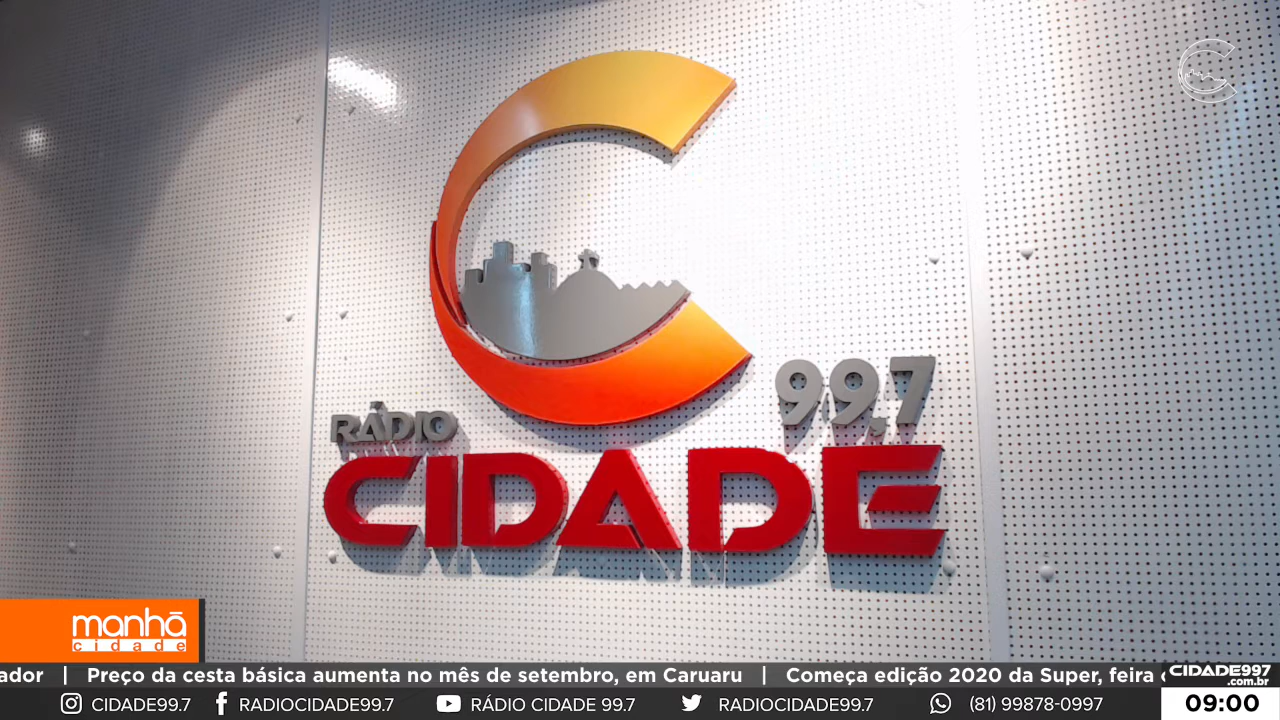 RÁDIO
99,7
CIDADE
manhã
cidade
ador | Preço da cesta básica aumenta no mês de setembro, em Caruaru | Começa edição 2020 da Super, feira
CIDADE997
.com.br
CIDADE99.7 RADIOCIDADE99.7 RÁDIO CIDADE 99.7 RADIOCIDADE99.7 (81) 99878-0997
09:00